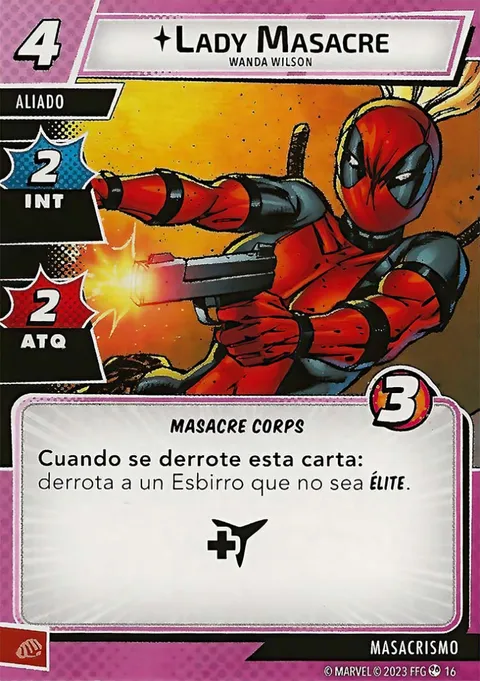 4
LADY MASACRE
WANDA WILSON
ALIADO
2
INT
2
ATQ
3
MASACRE CORPS
Cuando se derrote esta carta:
derrota a un Esbirro que no sea ÉLITE.
MASACRISMO
© MARVEL © 2023 FFG 16